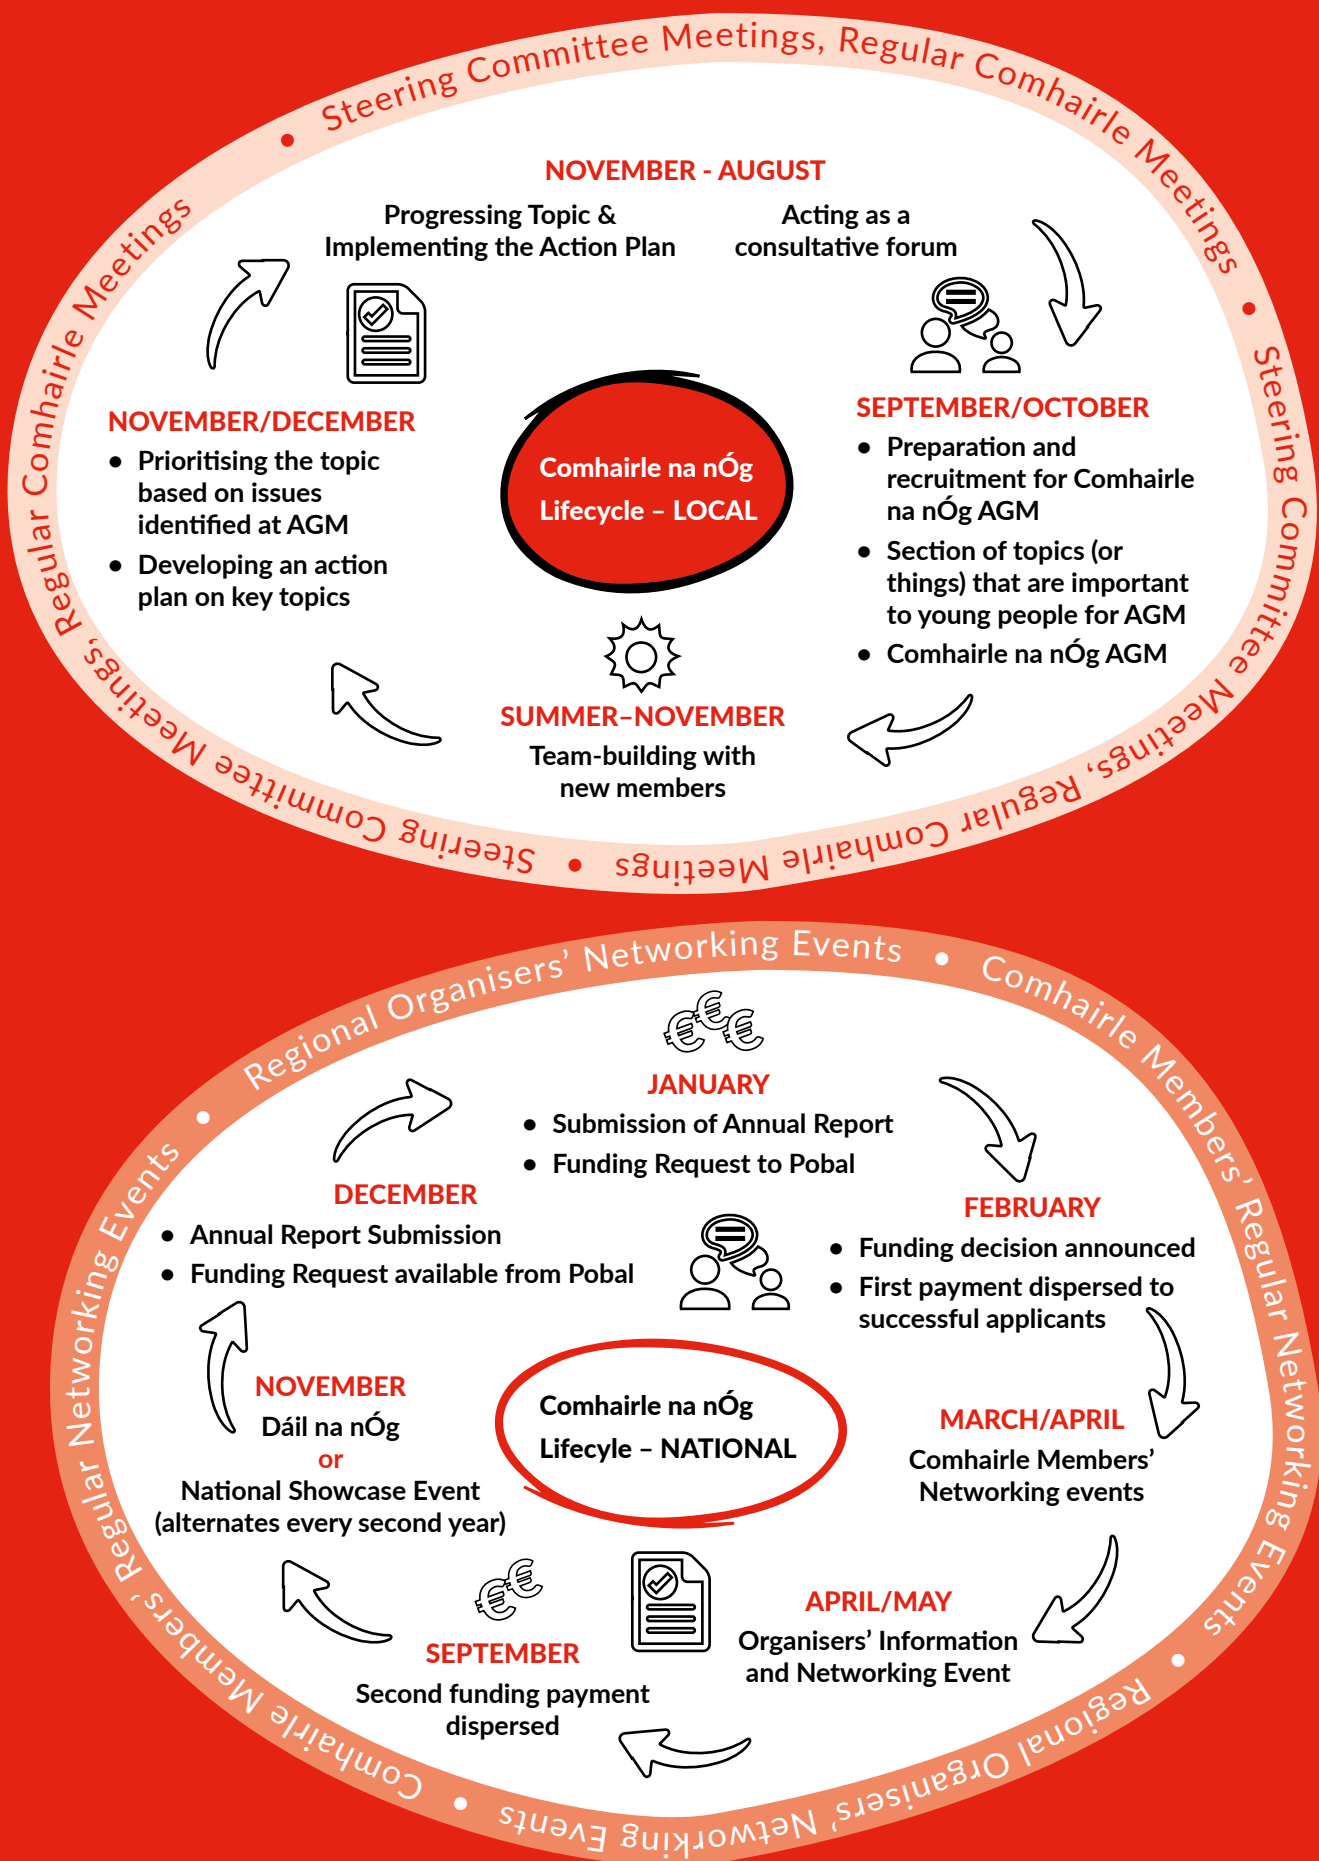 • Steering Committee Meetings, Regular Comhairle Meetings
• Steering Committee Meetings, Regular Comhairle Meetings
• Steering Committee Meetings, Regular Comhairle Meetings
NOVEMBER - AUGUST
Progressing Topic &
Implementing the Action Plan
Acting as a
consultative forum
SEPTEMBER/OCTOBER
• Preparation and
recruitment for Comhairle
na nÓg AGM
• Section of topics (or
things) that are important
to young people for AGM
• Comhairle na nÓg AGM
SUMMER–NOVEMBER
Team-building with
new members
NOVEMBER/DECEMBER
• Prioritising the topic
based on issues
identified at AGM
• Developing an action
plan on key topics
Comhairle na nÓg
Lifecycle – LOCAL
• Regional Organisers’ Networking Events
• Comhairle Members’ Regular Networking Events
• Regional Organisers’ Networking Events
• Comhairle Members’ Regular Networking Events
€€€
JANUARY
• Submission of Annual Report
• Funding Request to Pobal
FEBRUARY
• Funding decision announced
• First payment dispersed to
successful applicants
MARCH/APRIL
Comhairle Members’
Networking events
APRIL/MAY
Organisers’ Information
and Networking Event
€€
SEPTEMBER
Second funding payment
dispersed
NOVEMBER
Dáil na nÓg
or
National Showcase Event
(alternates every second year)
DECEMBER
• Annual Report Submission
• Funding Request available from Pobal
Comhairle na nÓg
Lifecyle – NATIONAL